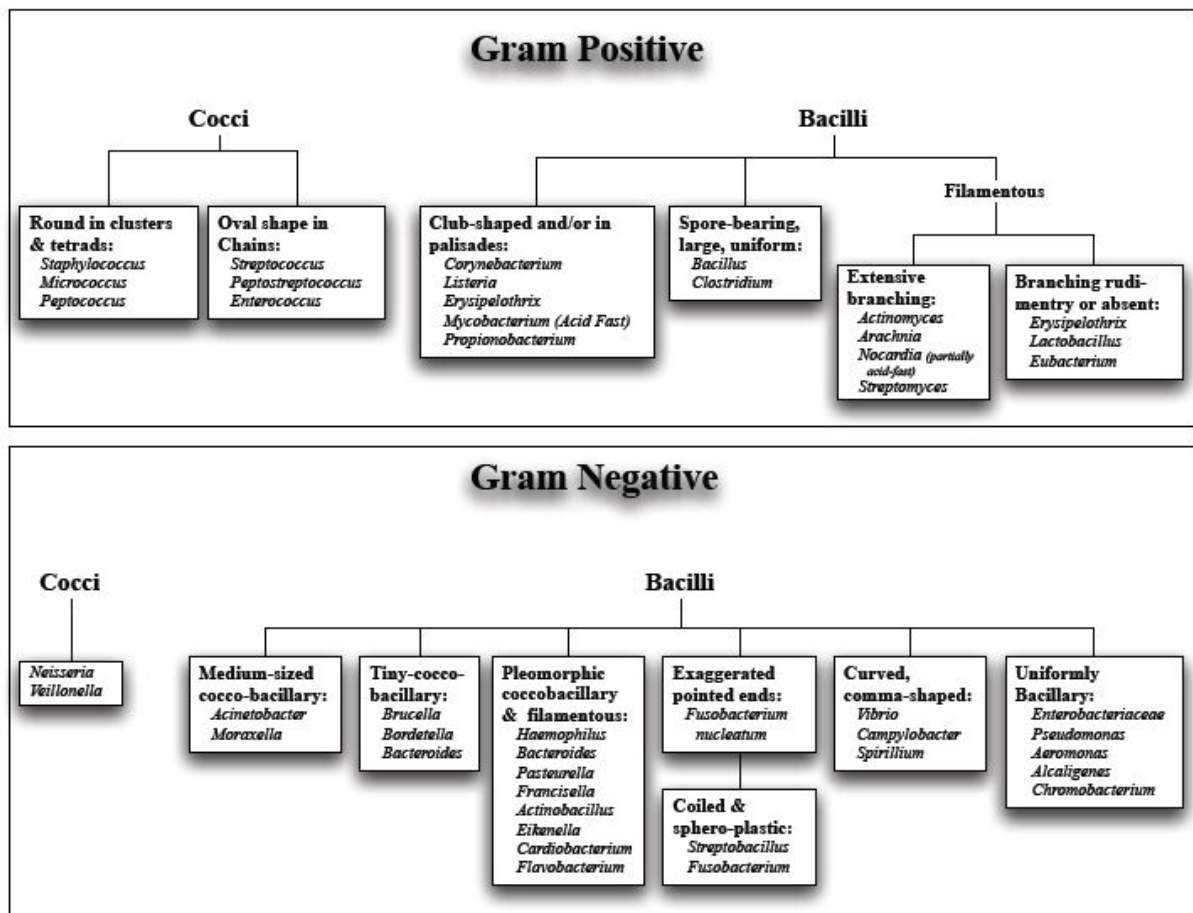 Gram Positive
Cocci
Bacilli
Filamentous
Round in clusters
& tetrads:
Staphylococcus
Micrococcus
Peptococcus
Oval shape in
Chains:
Streptococcus
Peptostreptococcus
Enterococcus
Club-shaped and/or in
palisades:
Corynebacterium
Listeria
Erysipelothrix
Mycobacterium (Acid Fast)
Propionobacterium
Spore-bearing,
large, uniform:
Bacillus
Clostridium
Extensive
branching:
Actinomyces
Arachnia
Nocardia (partially
acid-fast)
Streptomyces
Branching rudi-
mentry or absent:
Erysipelothrix
Lactobacillus
Eubacterium
Gram Negative
Cocci
Bacilli
Neisseria
Veillonella
Medium-sized
cocco-bacillary:
Acinetobacter
Moraxella
Tiny-cocco-
bacillary:
Brucella
Bordetella
Bacteroides
Pleomorphic
coccobacillary
& filamentous:
Haemophilus
Bacteroides
Pasteurella
Francisella
Actinobacillus
Eikenella
Cardiobacterium
Flavobacterium
Exaggerated
pointed ends:
Fusobacterium
nucleatum
Coiled &
sphero-plastic:
Streptobacillus
Fusobacterium
Curved,
comma-shaped:
Vibrio
Campylobacter
Spirillium
Uniformly
Bacillary:
Enterobacteriaceae
Pseudomonas
Aeromonas
Alcaligenes
Chromobacterium